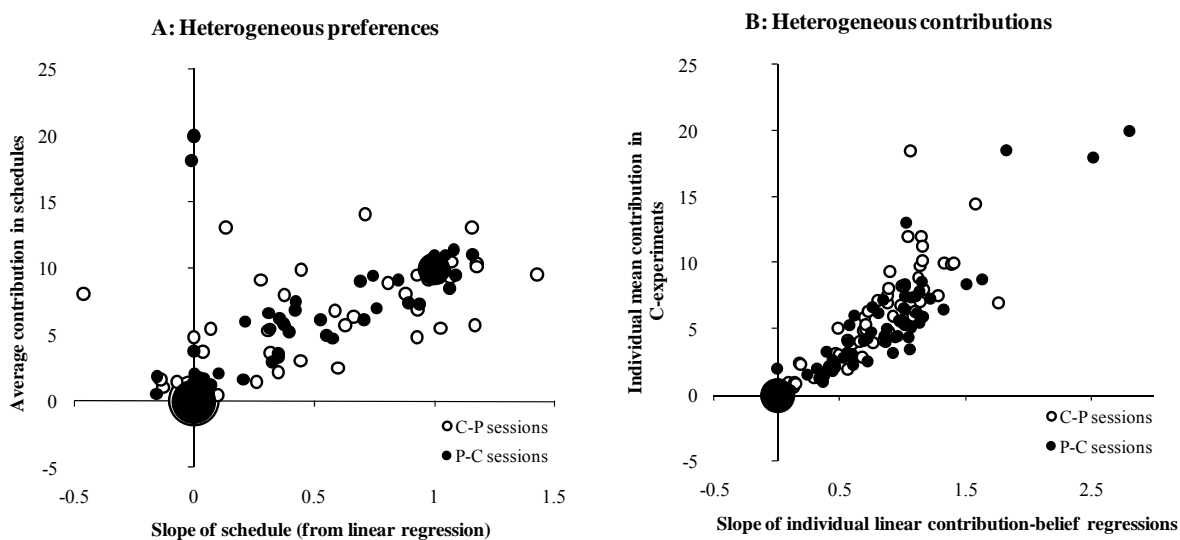 A: Heterogeneous preferences
Average contribution in schedules
25
20
15
10
5
0
-5
-0.5
0
0.5
1
1.5
C-P sessions
P-C sessions
Slope of schedule (from linear regression)
B: Heterogeneous contributions
Individual mean contribution in
C-experiments
25
20
15
10
5
0
-5
-0.5
0.5
1.5
2.5
C-P sessions
P-C sessions
Slope of individual linear contribution-belief regressions